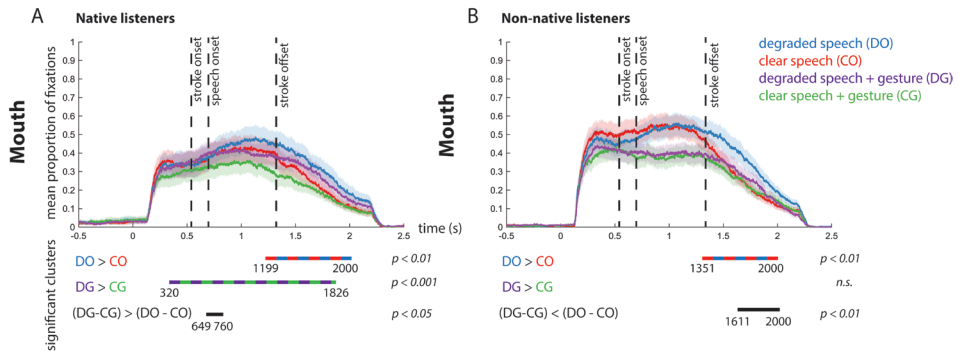 A Native listeners
mean proportion of fixations
Mouth
1
0.9
0.8
0.7
0.6
0.5
0.4
0.3
0.2
0.1
0
stroke onset
speech onset
stroke offset
-0.5 0 0.5 1 1.5 2 2.5
time (s)
significant clusters
DO > CO
1199 2000
p < 0.01
DG > CG
320 1826
p < 0.001
(DG-CG) > (DO - CO)
649 760
p < 0.05
B Non-native listeners
Mouth
1
0.9
0.8
0.7
0.6
0.5
0.4
0.3
0.2
0.1
0
stroke onset
speech onset
stroke offset
-0.5 0 0.5 1 1.5 2 2.5
degraded speech (DO)
clear speech (CO)
degraded speech + gesture (DG)
clear speech + gesture (CG)
DO > CO
1351 2000
p < 0.01
DG > CG
n.s.
(DG-CG) < (DO - CO)
1611 2000
p < 0.01